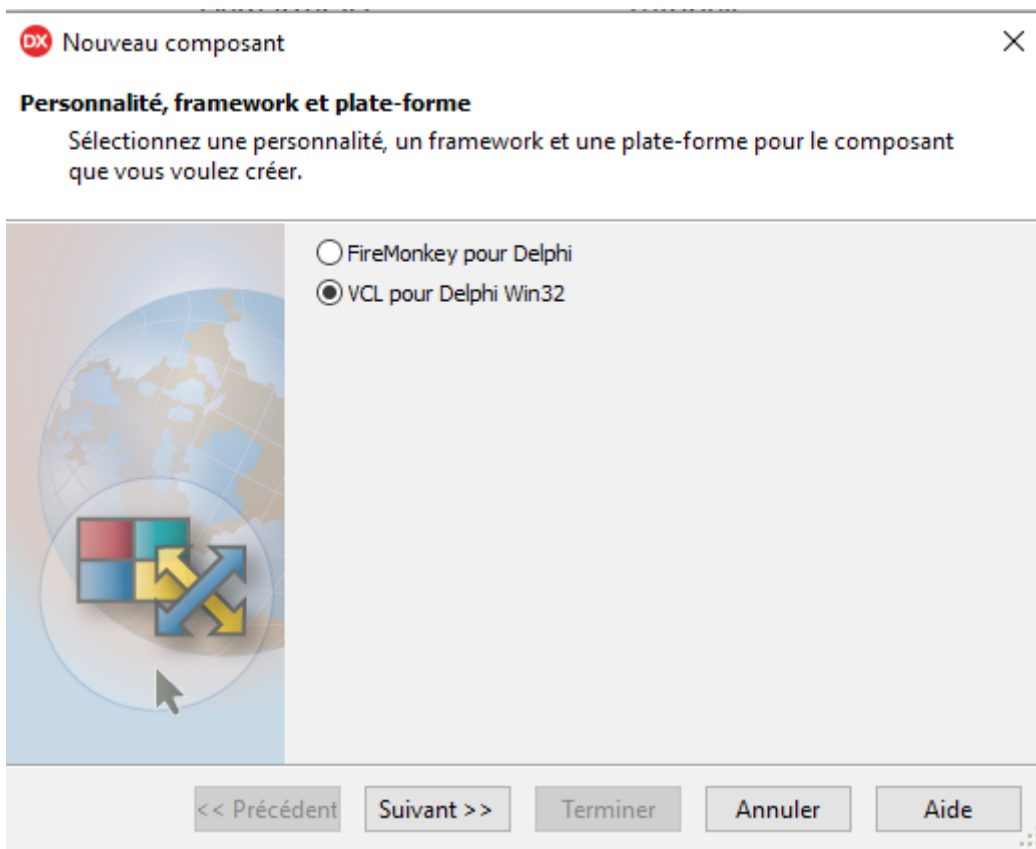 DX Nouveau composant
Personnalité, framework et plate-forme
Sélectionnez une personnalité, un framework et une plate-forme pour le composant
que vous voulez créer.
FireMonkey pour Delphi
VCL pour Delphi Win32
<< Précédent
Suivant >>
Terminer
Annuler
Aide